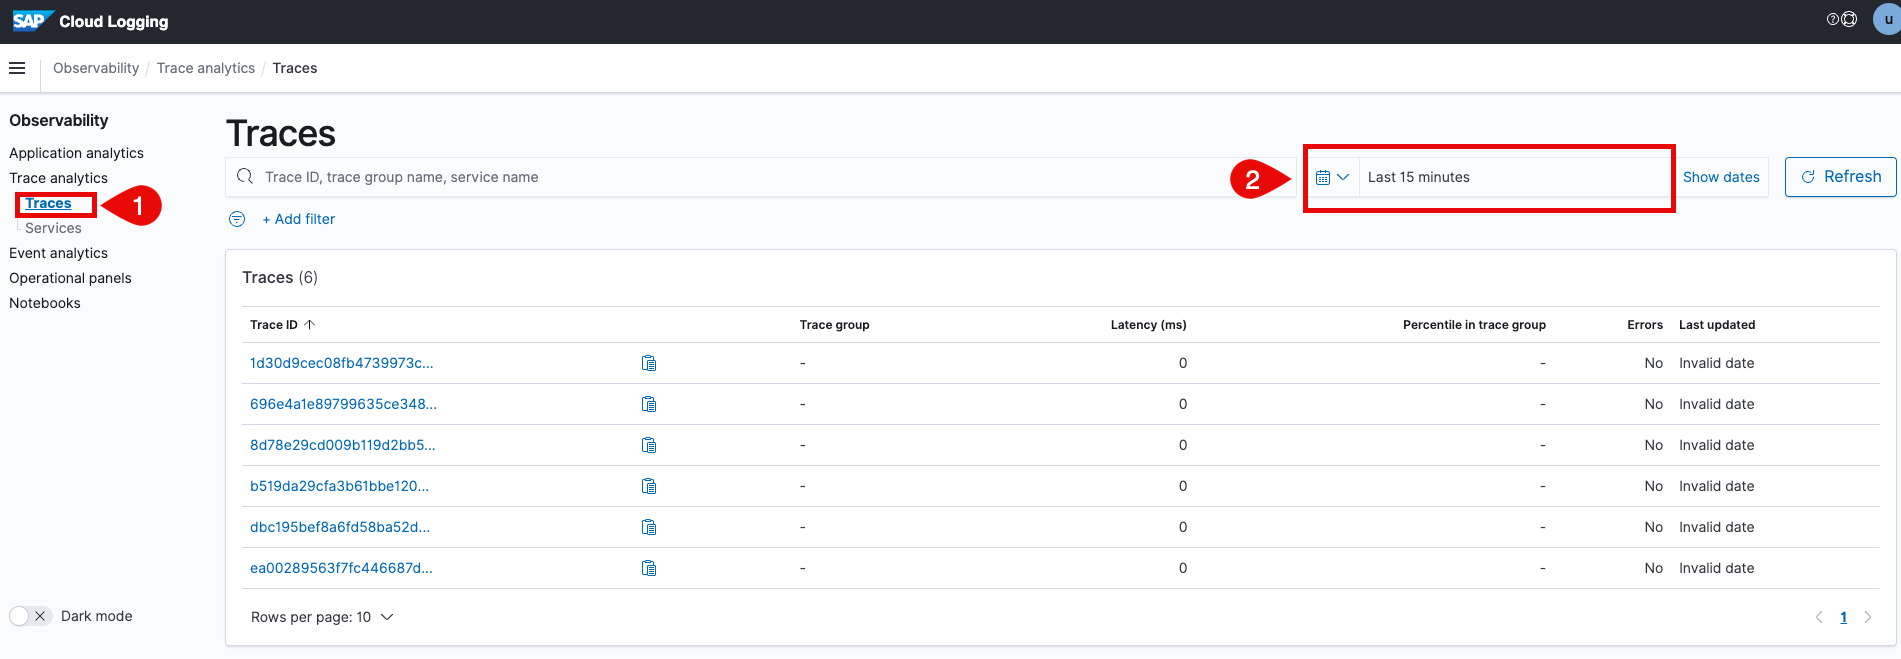 SAP Cloud Logging
u
Observability / Trace analytics / Traces
Observability
Application analytics
Trace analytics
Traces
1
Services
Event analytics
Operational panels
Notebooks
Dark mode
Traces
Trace ID, trace group name, service name
2
Last 15 minutes
Show dates
Refresh
+ Add filter
Traces (6)
Trace ID Trace group Latency (ms) Percentile in trace group Errors Last updated
1d30d9cec08fb4739973c... - 0 - No Invalid date
696e4a1e89799635ce348... - 0 - No Invalid date
8d78e29cd009b119d2bb5... - 0 - No Invalid date
b519da29cfa3b61bbe120... - 0 - No Invalid date
dbc195bef8a6fd58ba52d... - 0 - No Invalid date
ea00289563f7fc446687d... - 0 - No Invalid date
Rows per page: 10
1